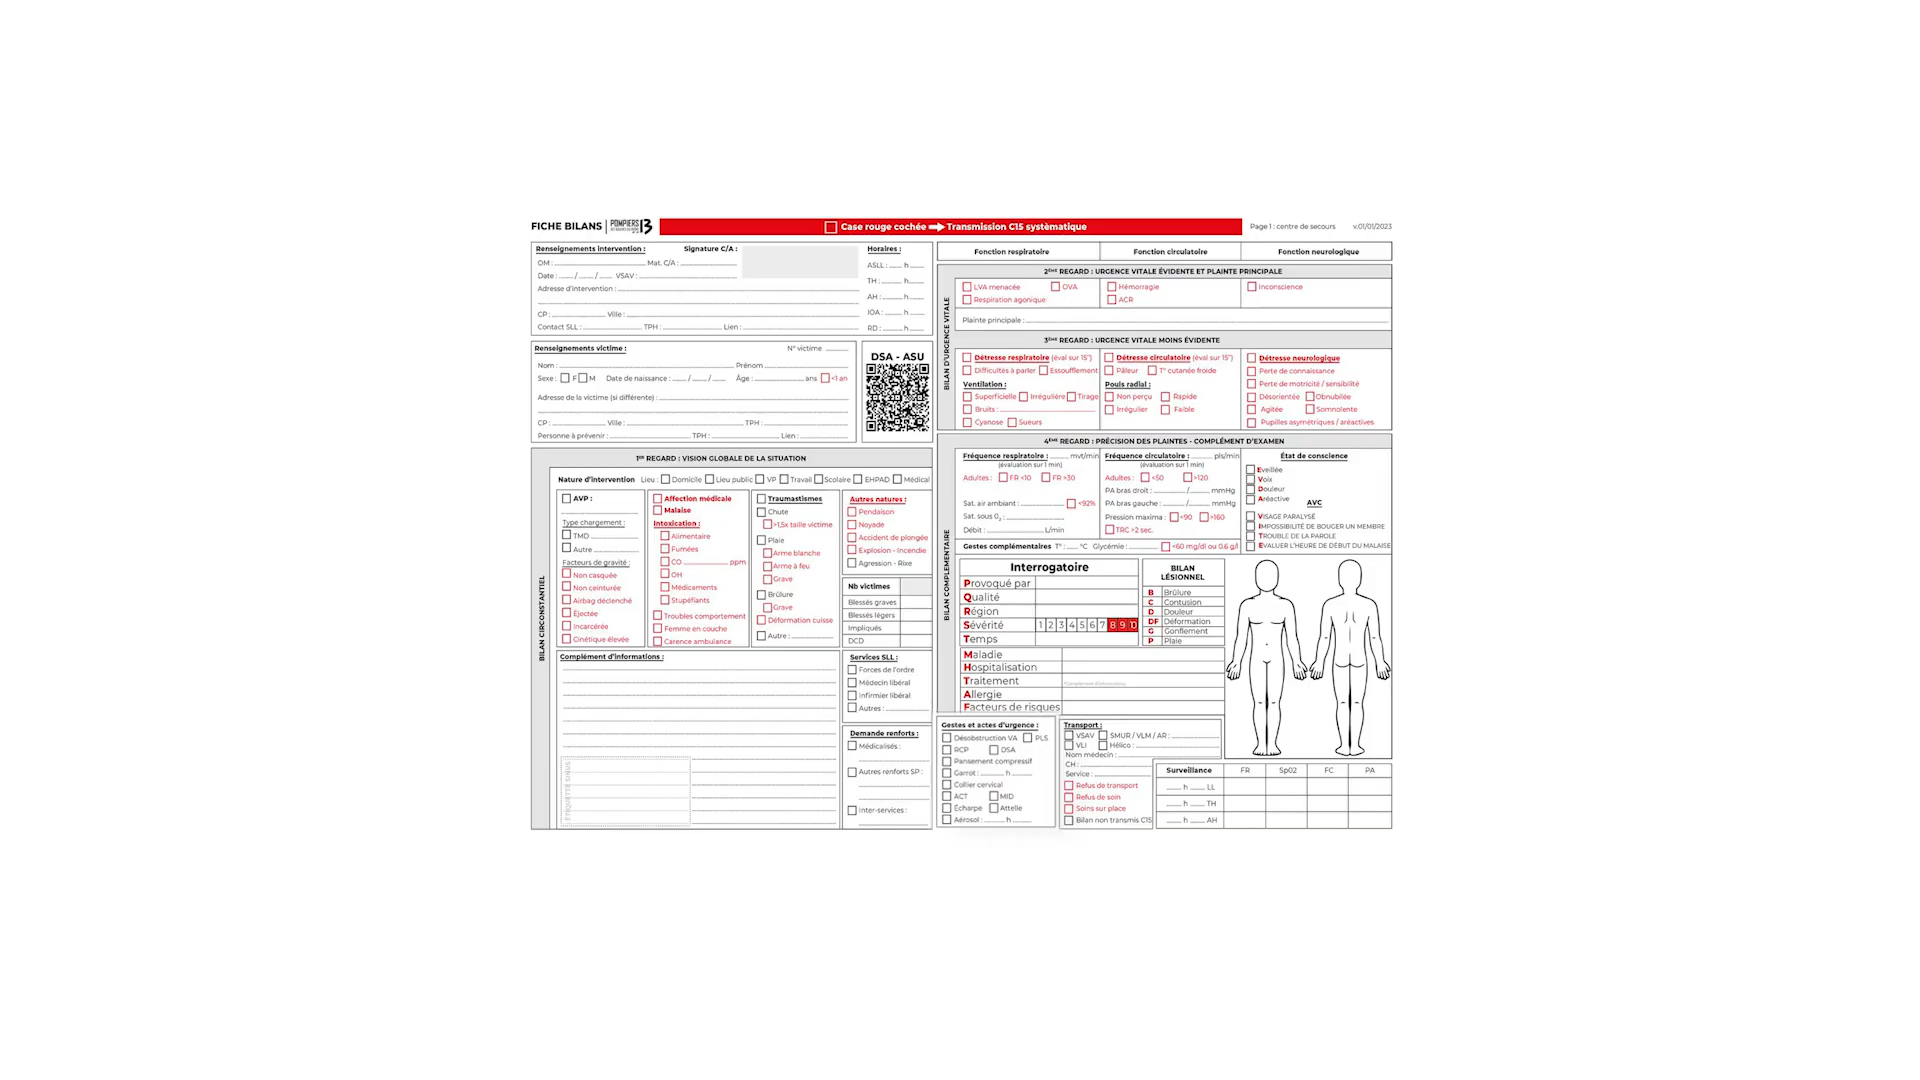 FICHE BILANS POMPIERS 13
Case rouge cochée Transmission C15 systèmatique
Page 1 : centre de secours v.01/01/2023
Renseignements intervention : Signature C/A : Horaires :
OM : Mat. C/A :
Date : / / VSAV :
Adresse d'intervention :
CP : Ville :
Contact SLL : TPH : Lien :
ASLL : h
TH : h
AH : h
IOA : h
RD : h
Renseignements victime : N° victime
Nom : Prénom
Sexe : F M Date de naissance : / / Âge : ans <1 an
Adresse de la victime (si différente) :
CP : Ville : TPH :
Personne à prévenir : TPH : Lien :
DSA - ASU
BILAN CIRCONSTANTIEL
1ER REGARD : VISION GLOBALE DE LA SITUATION
Nature d'intervention Lieu : Domicile Lieu public VP Travail Scolaire EHPAD Médical
AVP :
Type chargement :
TMD
Autre
Facteurs de gravité :
Non casquée
Non ceinturée
Airbag déclenché
Éjectée
Incarcérée
Cinétique élevée
Affection médicale
Malaise
Intoxication :
Alimentaire
Fumées
CO ppm
OH
Médicaments
Stupéfiants
Troubles comportement
Femme en couche
Carence ambulance
Traumastismes
Chute
>1,5x taille victime
Plaie
Arme blanche
Arme à feu
Grave
Brûlure
Grave
Déformation cuisse
Autre :
Autres natures :
Pendaison
Noyade
Accident de plongée
Explosion - Incendie
Agression - Rixe
Nb victimes
Blessés graves
Blessés légers
Impliqués
DCD
Complément d'informations :
ÉTIQUETTE SINUS
Services SLL :
Forces de l'ordre
Médecin libéral
Infirmier libéral
Autres :
Demande renforts :
Médicalisés :
Autres renforts SP :
Inter-services :
Fonction respiratoire Fonction circulatoire Fonction neurologique
BILAN D'URGENCE VITALE
2ÈME REGARD : URGENCE VITALE ÉVIDENTE ET PLAINTE PRINCIPALE
LVA menacée OVA
Respiration agonique
Hémorragie
ACR
Inconscience
Plainte principale :
3ÈME REGARD : URGENCE VITALE MOINS ÉVIDENTE
Détresse respiratoire (éval sur 15")
Difficultés à parler Essoufflement
Ventilation :
Superficielle Irrégulière Tirage
Bruits :
Cyanose Sueurs
Détresse circulatoire (éval sur 15")
Pâleur T° cutanée froide
Pouls radial :
Non perçu Rapide
Irrégulier Faible
Détresse neurologique
Perte de connaissance
Perte de motricité / sensibilité
Désorientée Obnubilée
Agitée Somnolente
Pupilles asymétriques / aréactives
BILAN COMPLÉMENTAIRE
4ÈME REGARD : PRÉCISION DES PLAINTES - COMPLÉMENT D'EXAMEN
Fréquence respiratoire : mvt/min
(évaluation sur 1 min)
Adultes : FR <10 FR >30
Sat. air ambiant : <92%
Sat. sous O2 :
Débit : L/min
Fréquence circulatoire : pls/min
(évaluation sur 1 min)
Adultes : <50 >120
PA bras droit : / mmHg
PA bras gauche : / mmHg
Pression maxima : <90 >160
TRC >2 sec.
État de conscience
Eveillée
Voix
Douleur
Aréactive
AVC
VISAGE PARALYSÉ
IMPOSSIBILITÉ DE BOUGER UN MEMBRE
TROUBLE DE LA PAROLE
EVALUER L'HEURE DE DÉBUT DU MALAISE
Gestes complémentaires T° : °C Glycémie : <60 mg/dl ou 0.6 g/l
Interrogatoire
Provoqué par
Qualité
Région
Sévérité 1 2 3 4 5 6 7 8 9 10
Temps
Maladie
Hospitalisation
Traitement
Allergie
Facteurs de risques
BILAN
LÉSIONNEL
B Brûlure
C Contusion
D Douleur
DF Déformation
G Gonflement
P Plaie
Gestes et actes d'urgence :
Désobstruction VA PLS
RCP DSA
Pansement compressif
Garrot : h
Collier cervical
ACT MID
Écharpe Attelle
Aérosol : h
Transport :
VSAV SMUR / VLM / AR :
VLI Hélico :
Nom médecin :
CH :
Service :
Refus de transport
Refus de soin
Soins sur place
Bilan non transmis C15
Surveillance FR Sp02 FC PA
h LL
h TH
h AH